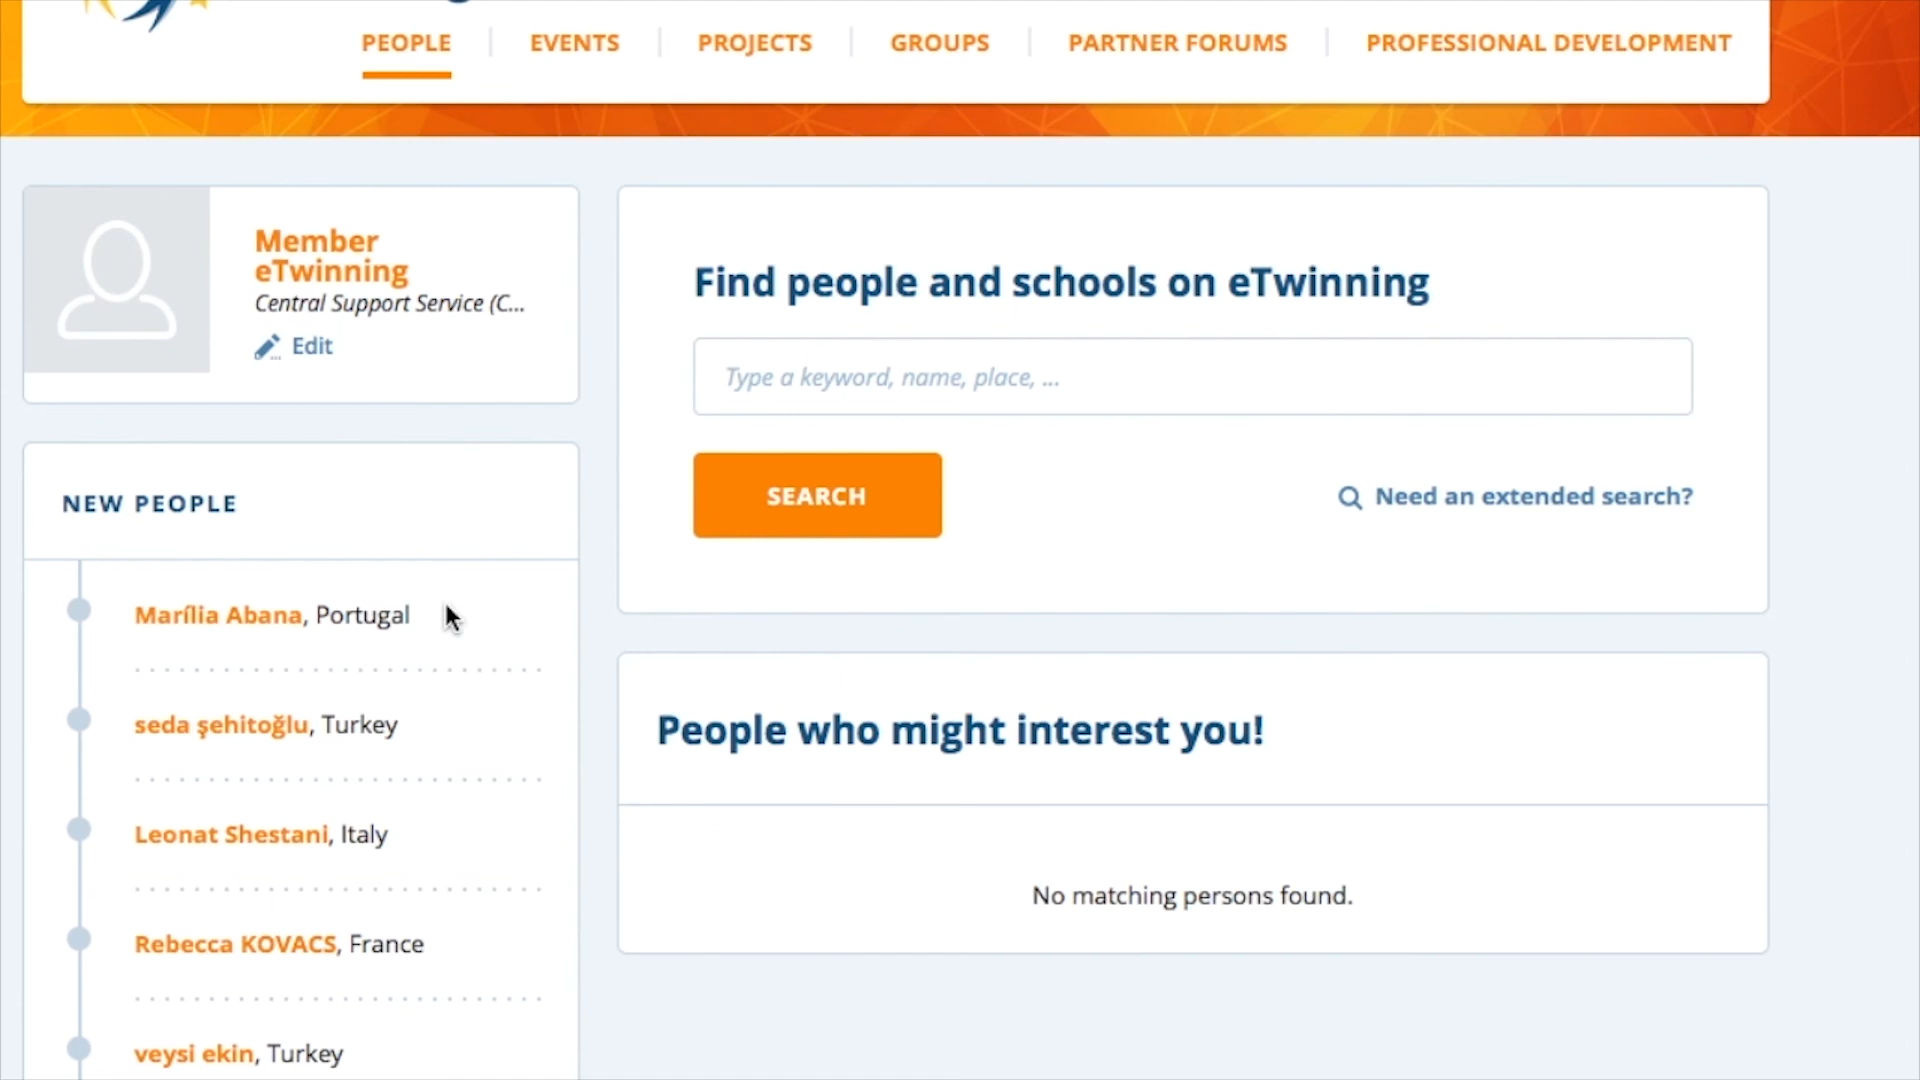 PEOPLE
EVENTS
PROJECTS
GROUPS
PARTNER FORUMS
PROFESSIONAL DEVELOPMENT
Member
eTwinning
Central Support Service (C...
Edit
NEW PEOPLE
Marília Abana, Portugal
seda şehitoğlu, Turkey
Leonat Shestani, Italy
Rebecca KOVACS, France
veysi ekin, Turkey
Find people and schools on eTwinning
Type a keyword, name, place, ...
SEARCH
Need an extended search?
People who might interest you!
No matching persons found.